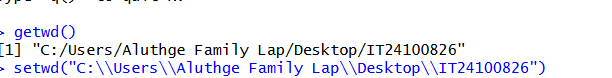 > getwd()
[1] "C:/Users/Aluthge Family Lap/Desktop/IT24100826"
> setwd("C:\\Users\\Aluthge Family Lap\\Desktop\\IT24100826")